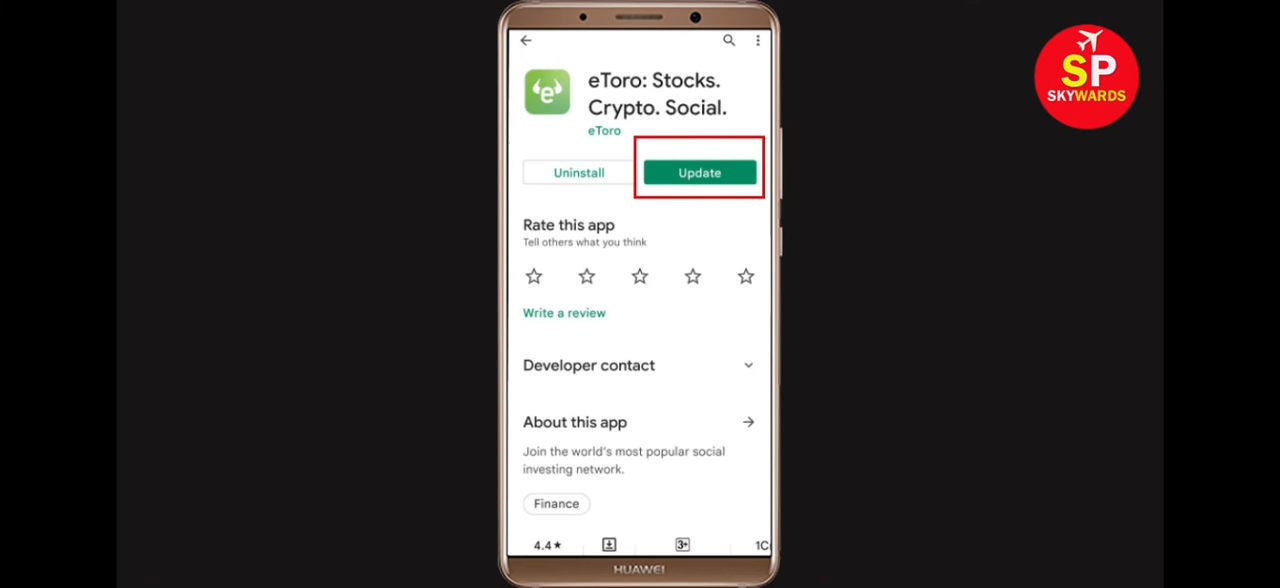 eToro: Stocks.
Crypto. Social.
eToro
Uninstall
Update
Rate this app
Tell others what you think
Write a review
Developer contact
About this app
Join the world's most popular social
investing network.
Finance
4.4★
3+
HUAWEI
SP
SKYWARDS